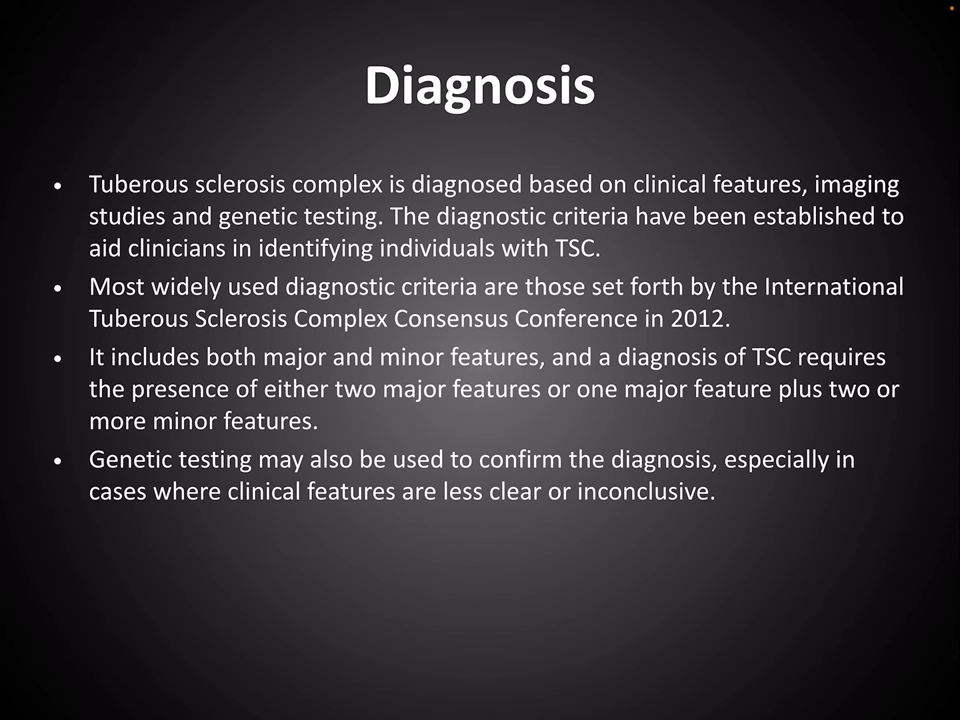 Diagnosis
• Tuberous sclerosis complex is diagnosed based on clinical features, imaging
studies and genetic testing. The diagnostic criteria have been established to
aid clinicians in identifying individuals with TSC.
• Most widely used diagnostic criteria are those set forth by the International
Tuberous Sclerosis Complex Consensus Conference in 2012.
• It includes both major and minor features, and a diagnosis of TSC requires
the presence of either two major features or one major feature plus two or
more minor features.
• Genetic testing may also be used to confirm the diagnosis, especially in
cases where clinical features are less clear or inconclusive.